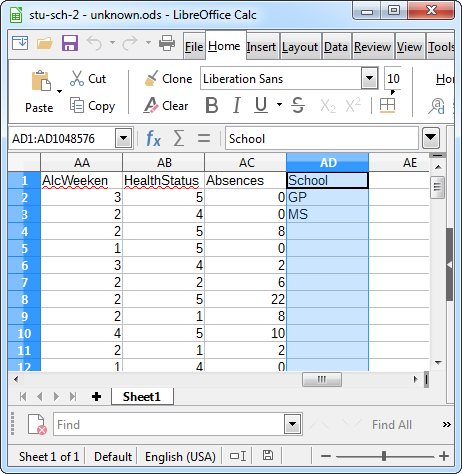 stu-sch-2 - unknown.ods - LibreOffice Calc
File Home Insert Layout Data Review View Tools
Cut Clone Liberation Sans 10
Paste Copy Clear B I U S X2 X2
AD1:AD1048576 fx Σ = School
AA AB AC AD AE
1 AlcWeeken HealthStatus Absences School
2 3 5 0 GP
3 2 4 0 MS
4 2 5 8
5 1 5 0
6 3 4 2
7 2 2 6
8 2 5 22
9 2 1 8
10 4 5 10
11 2 1 2
12 1 4 0
Sheet1
Find Find All
Sheet 1 of 1 Default English (USA)